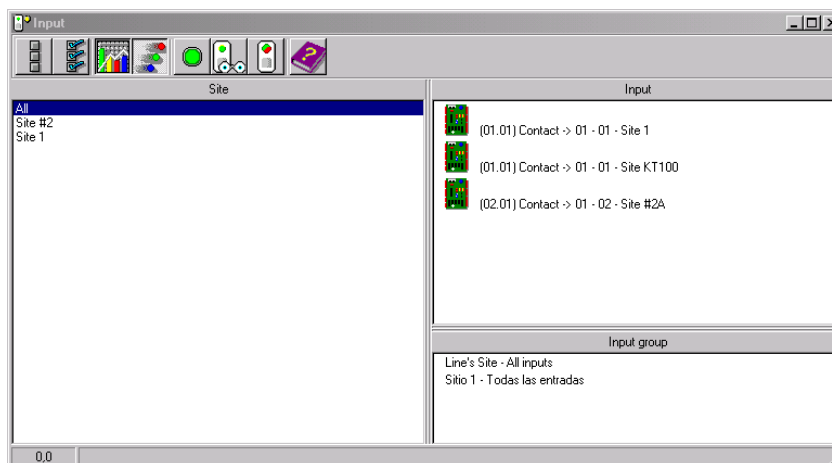 Input
Site
Input
All
Site #2
Site 1
(01.01) Contact -> 01 - 01 - Site 1
(01.01) Contact -> 01 - 01 - Site KT100
(02.01) Contact -> 01 - 02 - Site #2A
Input group
Line's Site - All inputs
Sitio 1 - Todas las entradas
0,0